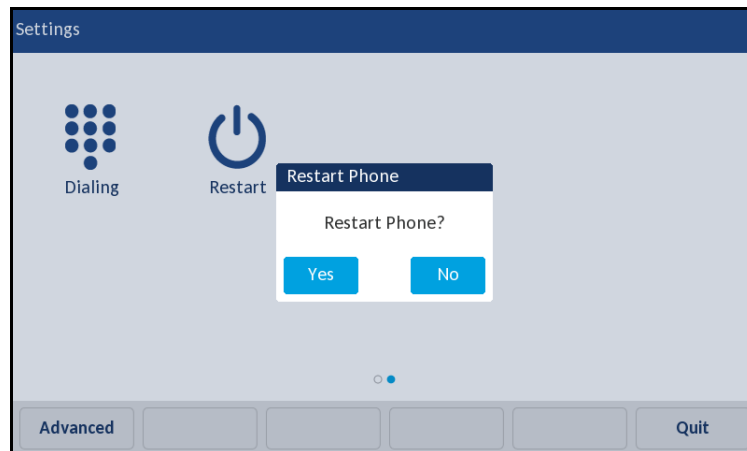 Settings
Dialing
Restart
Restart Phone
Restart Phone?
Yes No
Advanced Quit